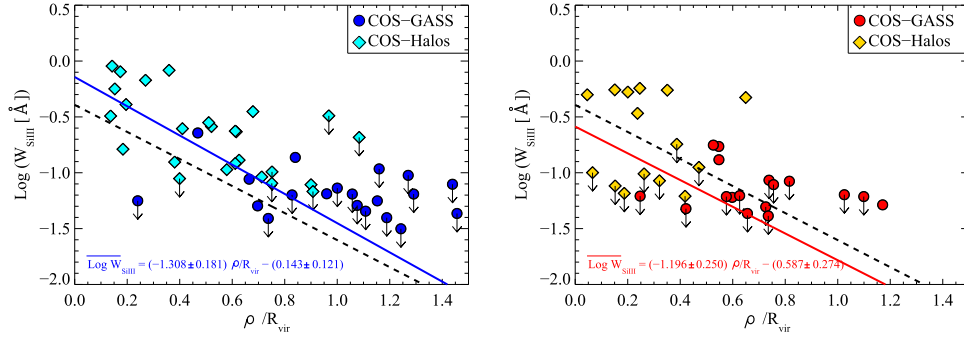 COS−GASS
COS−Halos
0.5
0.0
−0.5
−1.0
−1.5
−2.0
Log (W_SiIII [ Å] )
Log W_SiIII = (−1.308±0.181) ρ/R_vir − (0.143±0.121)
0.0 0.2 0.4 0.6 0.8 1.0 1.2 1.4
ρ /R_vir
COS−GASS
COS−Halos
0.5
0.0
−0.5
−1.0
−1.5
−2.0
Log (W_SiIII [ Å] )
Log W_SiIII = (−1.196±0.250) ρ/R_vir − (0.587±0.274)
0.0 0.2 0.4 0.6 0.8 1.0 1.2 1.4
ρ /R_vir